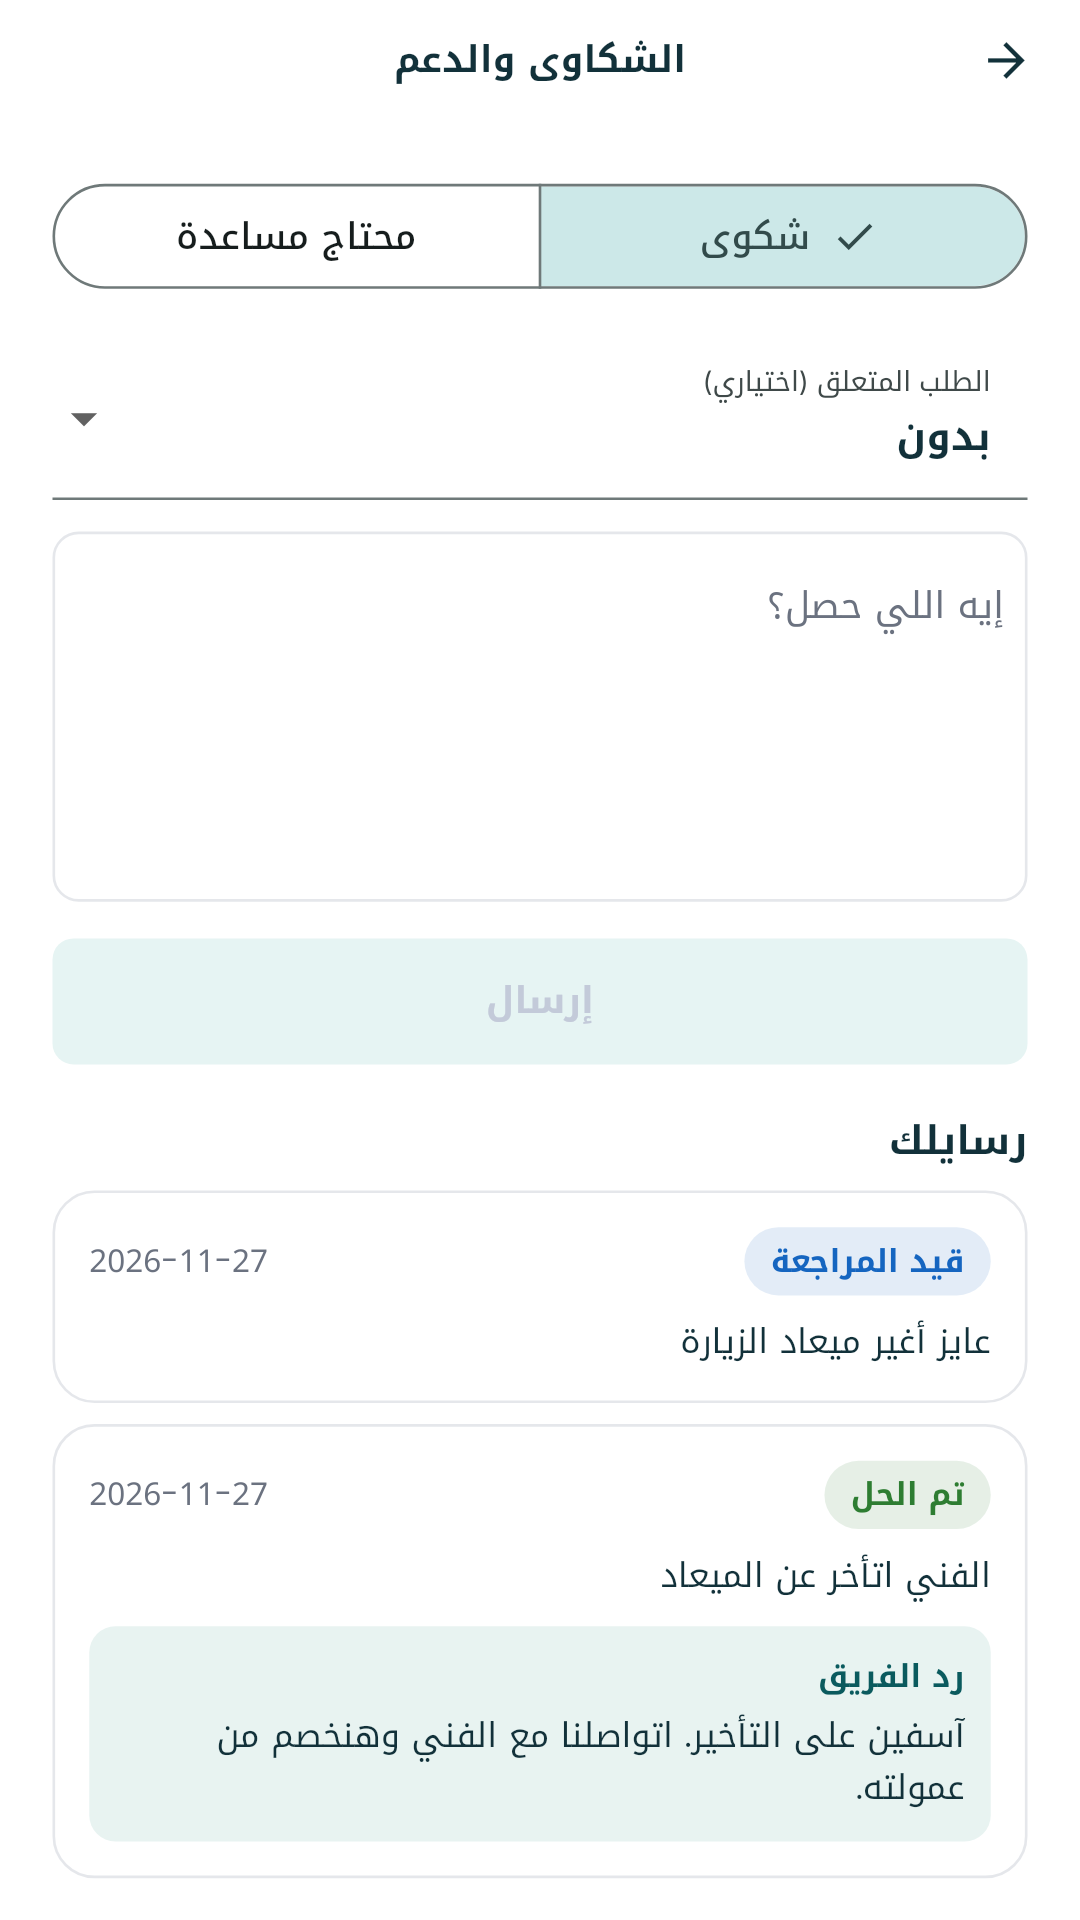 الشكاوى والدعم
شكوى
محتاج مساعدة
الطلب المتعلق (اختياري)
بدون
إيه اللي حصل؟
إرسال
رسايلك
قيد المراجعة
2026-11-27
عايز أغير ميعاد الزيارة
تم الحل
2026-11-27
الفني اتأخر عن الميعاد
رد الفريق
آسفين على التأخير. اتواصلنا مع الفني وهنخصم من
عمولته.